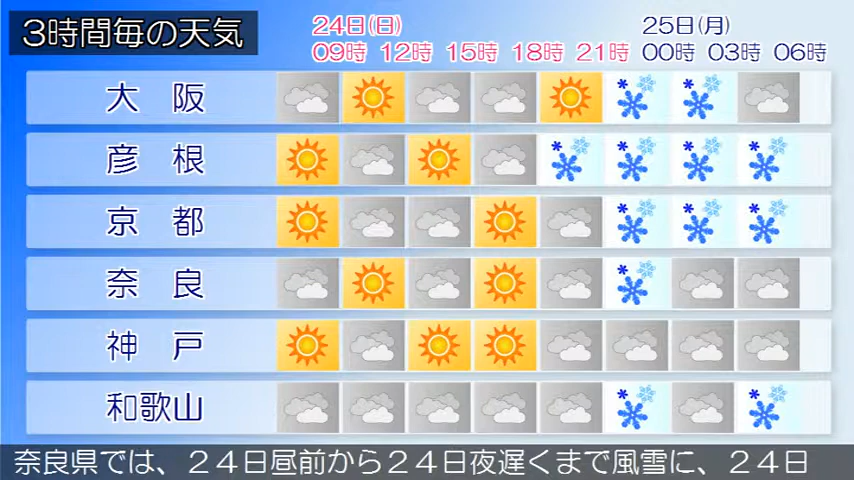 3時間毎の天気
24日(日) 25日(月)
09時 12時 15時 18時 21時 00時 03時 06時
大 阪
彦 根
京 都
奈 良
神 戸
和歌山
奈良県では、２４日昼前から２４日夜遅くまで風雪に、２４日